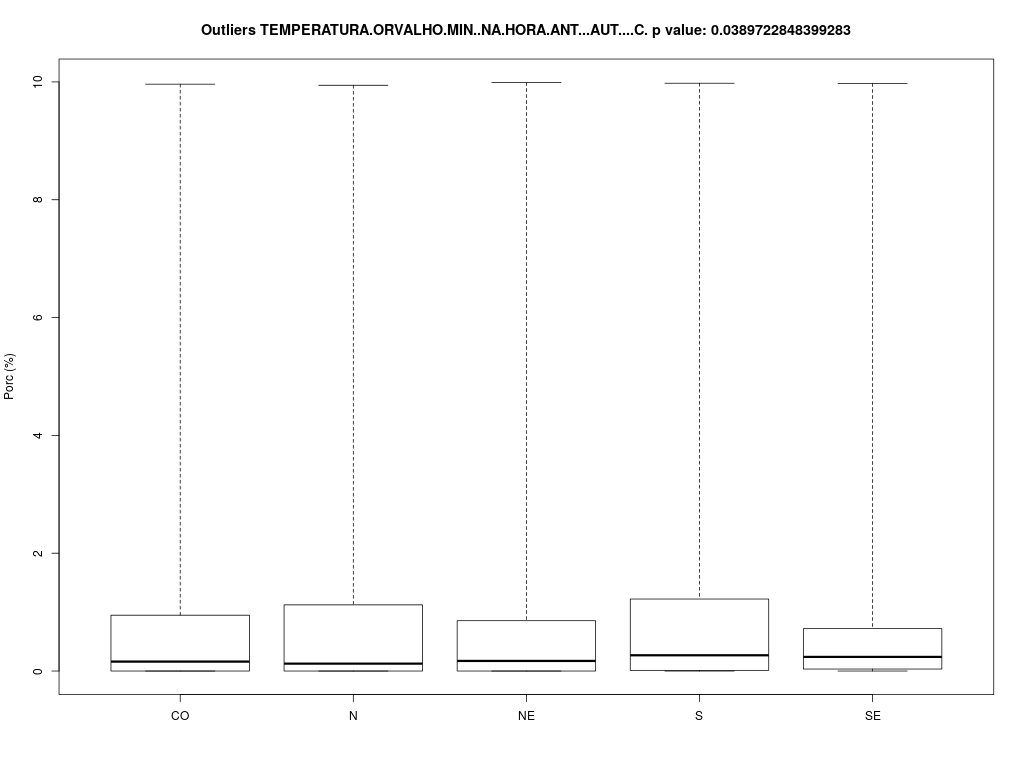 Outliers TEMPERATURA.ORVALHO.MIN..NA.HORA.ANT...AUT....C. p value: 0.0389722848399283
10
8
6
4
2
0
Porc (%)
CO N NE S SE